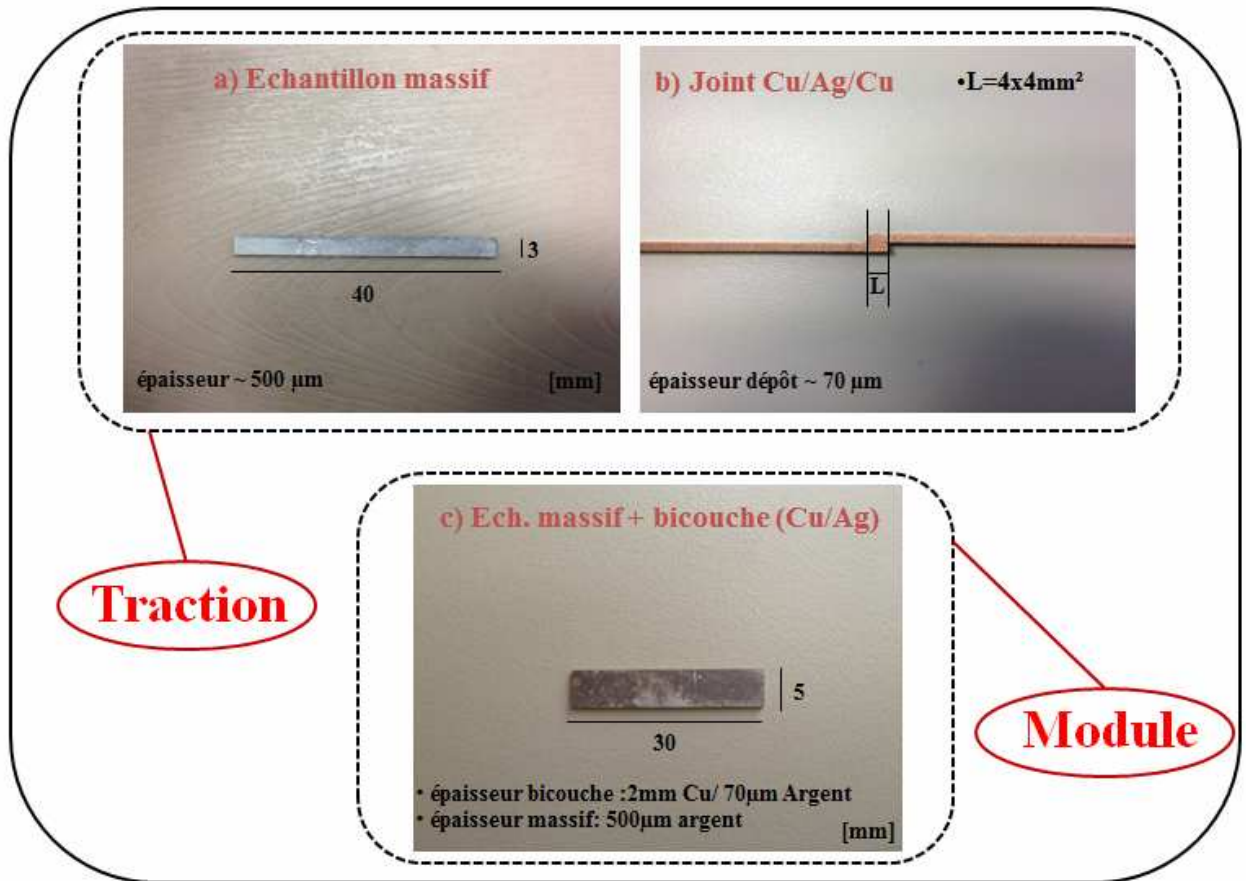 a) Echantillon massif
3
40
épaisseur ~ 500 µm
[mm]
b) Joint Cu/Ag/Cu
•L=4x4mm²
L
épaisseur dépôt ~ 70 µm
c) Ech. massif + bicouche (Cu/Ag)
5
30
• épaisseur bicouche :2mm Cu/ 70µm Argent
• épaisseur massif: 500µm argent
[mm]
Traction
Module